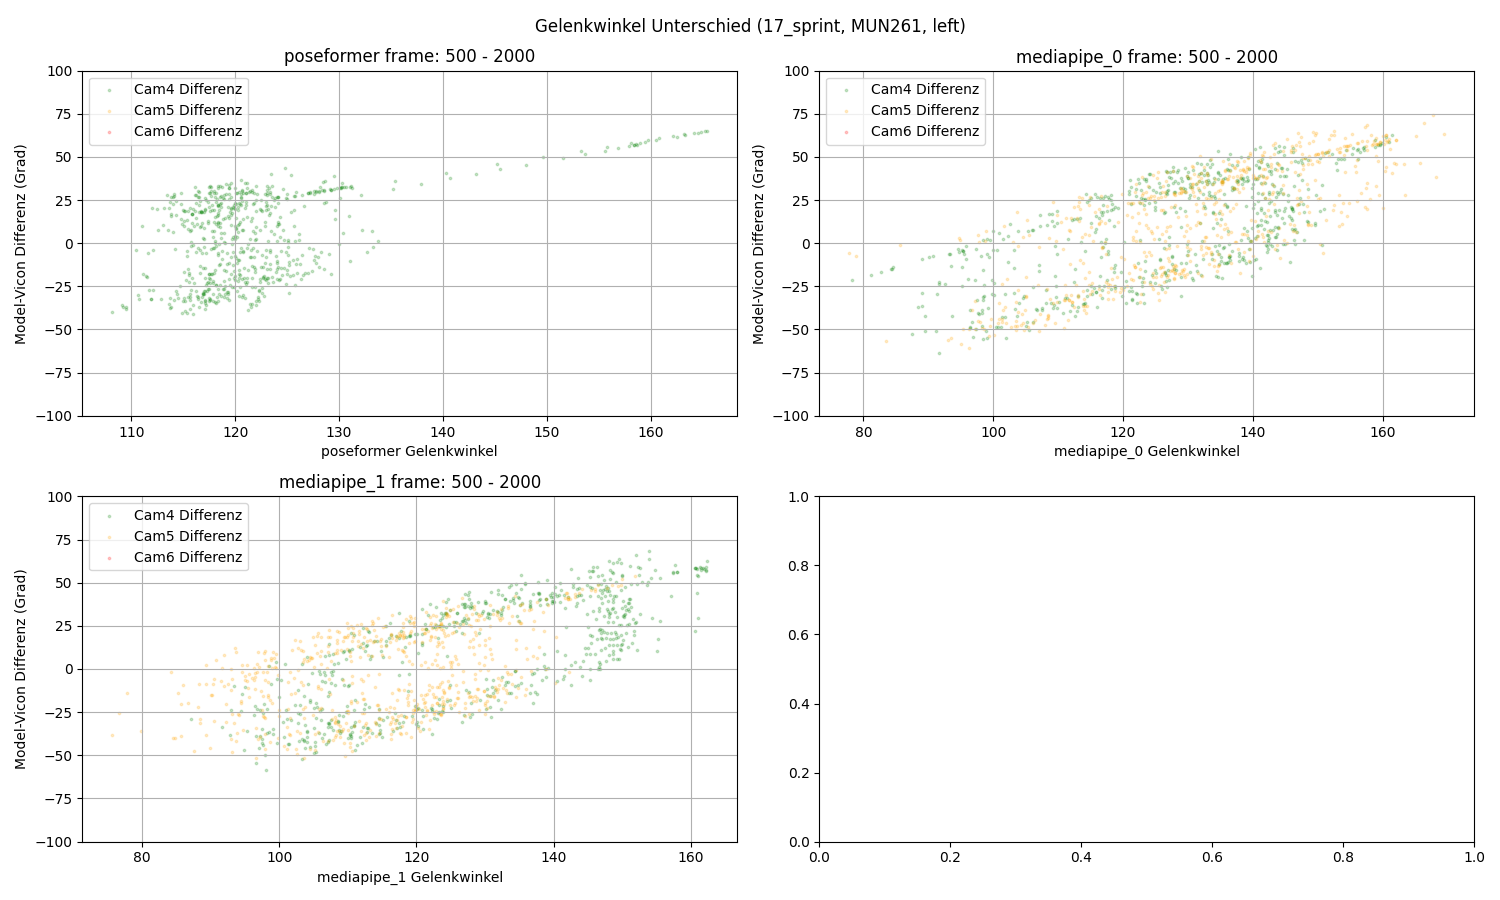 Gelenkwinkel Unterschied (17_sprint, MUN261, left)
poseformer frame: 500 - 2000
100
75
50
25
0
−25
−50
−75
−100
Model-Vicon Differenz (Grad)
Cam4 Differenz
Cam5 Differenz
Cam6 Differenz
110 120 130 140 150 160
poseformer Gelenkwinkel
mediapipe_0 frame: 500 - 2000
100
75
50
25
0
−25
−50
−75
−100
Model-Vicon Differenz (Grad)
Cam4 Differenz
Cam5 Differenz
Cam6 Differenz
80 100 120 140 160
mediapipe_0 Gelenkwinkel
mediapipe_1 frame: 500 - 2000
100
75
50
25
0
−25
−50
−75
−100
Model-Vicon Differenz (Grad)
Cam4 Differenz
Cam5 Differenz
Cam6 Differenz
80 100 120 140 160
mediapipe_1 Gelenkwinkel
1.0
0.8
0.6
0.4
0.2
0.0
0.0 0.2 0.4 0.6 0.8 1.0